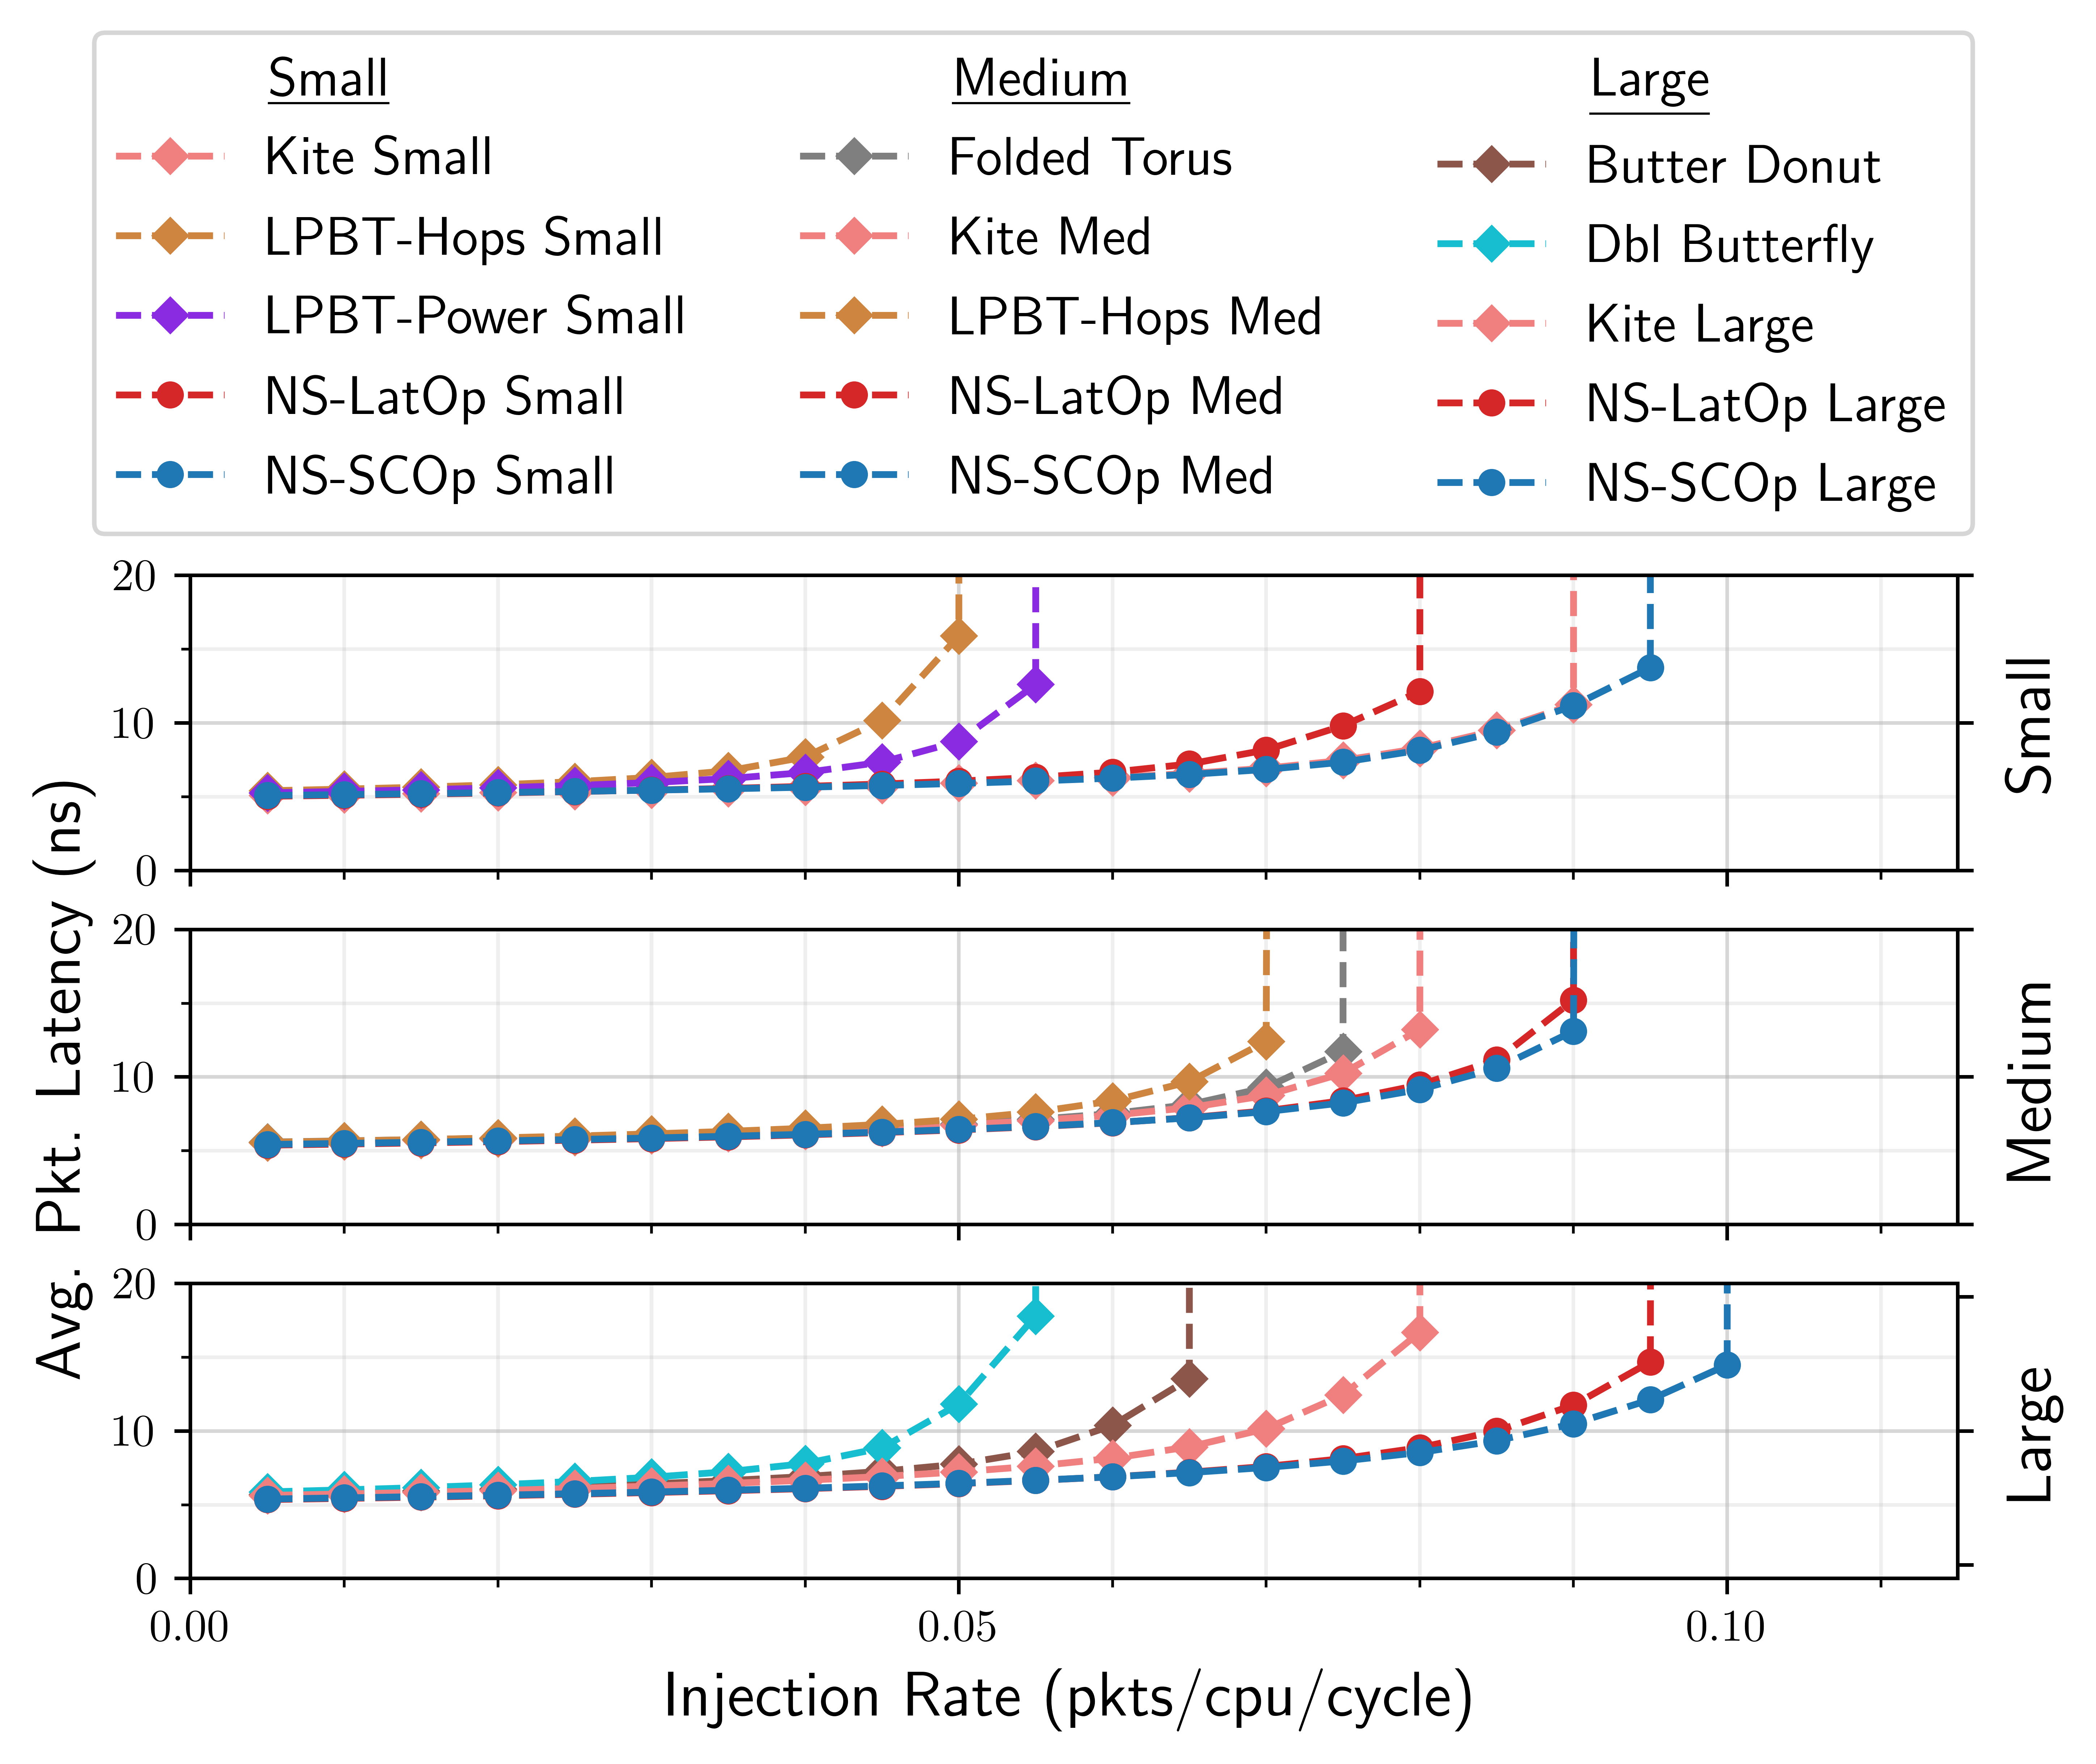 Small
Kite Small
LPBT-Hops Small
LPBT-Power Small
NS-LatOp Small
NS-SCOp Small
Medium
Folded Torus
Kite Med
LPBT-Hops Med
NS-LatOp Med
NS-SCOp Med
Large
Butter Donut
Dbl Butterfly
Kite Large
NS-LatOp Large
NS-SCOp Large
Avg. Pkt. Latency (ns)
20
10
0
Small
20
10
0
Medium
20
10
0
Large
0.00 0.05 0.10
Injection Rate (pkts/cpu/cycle)